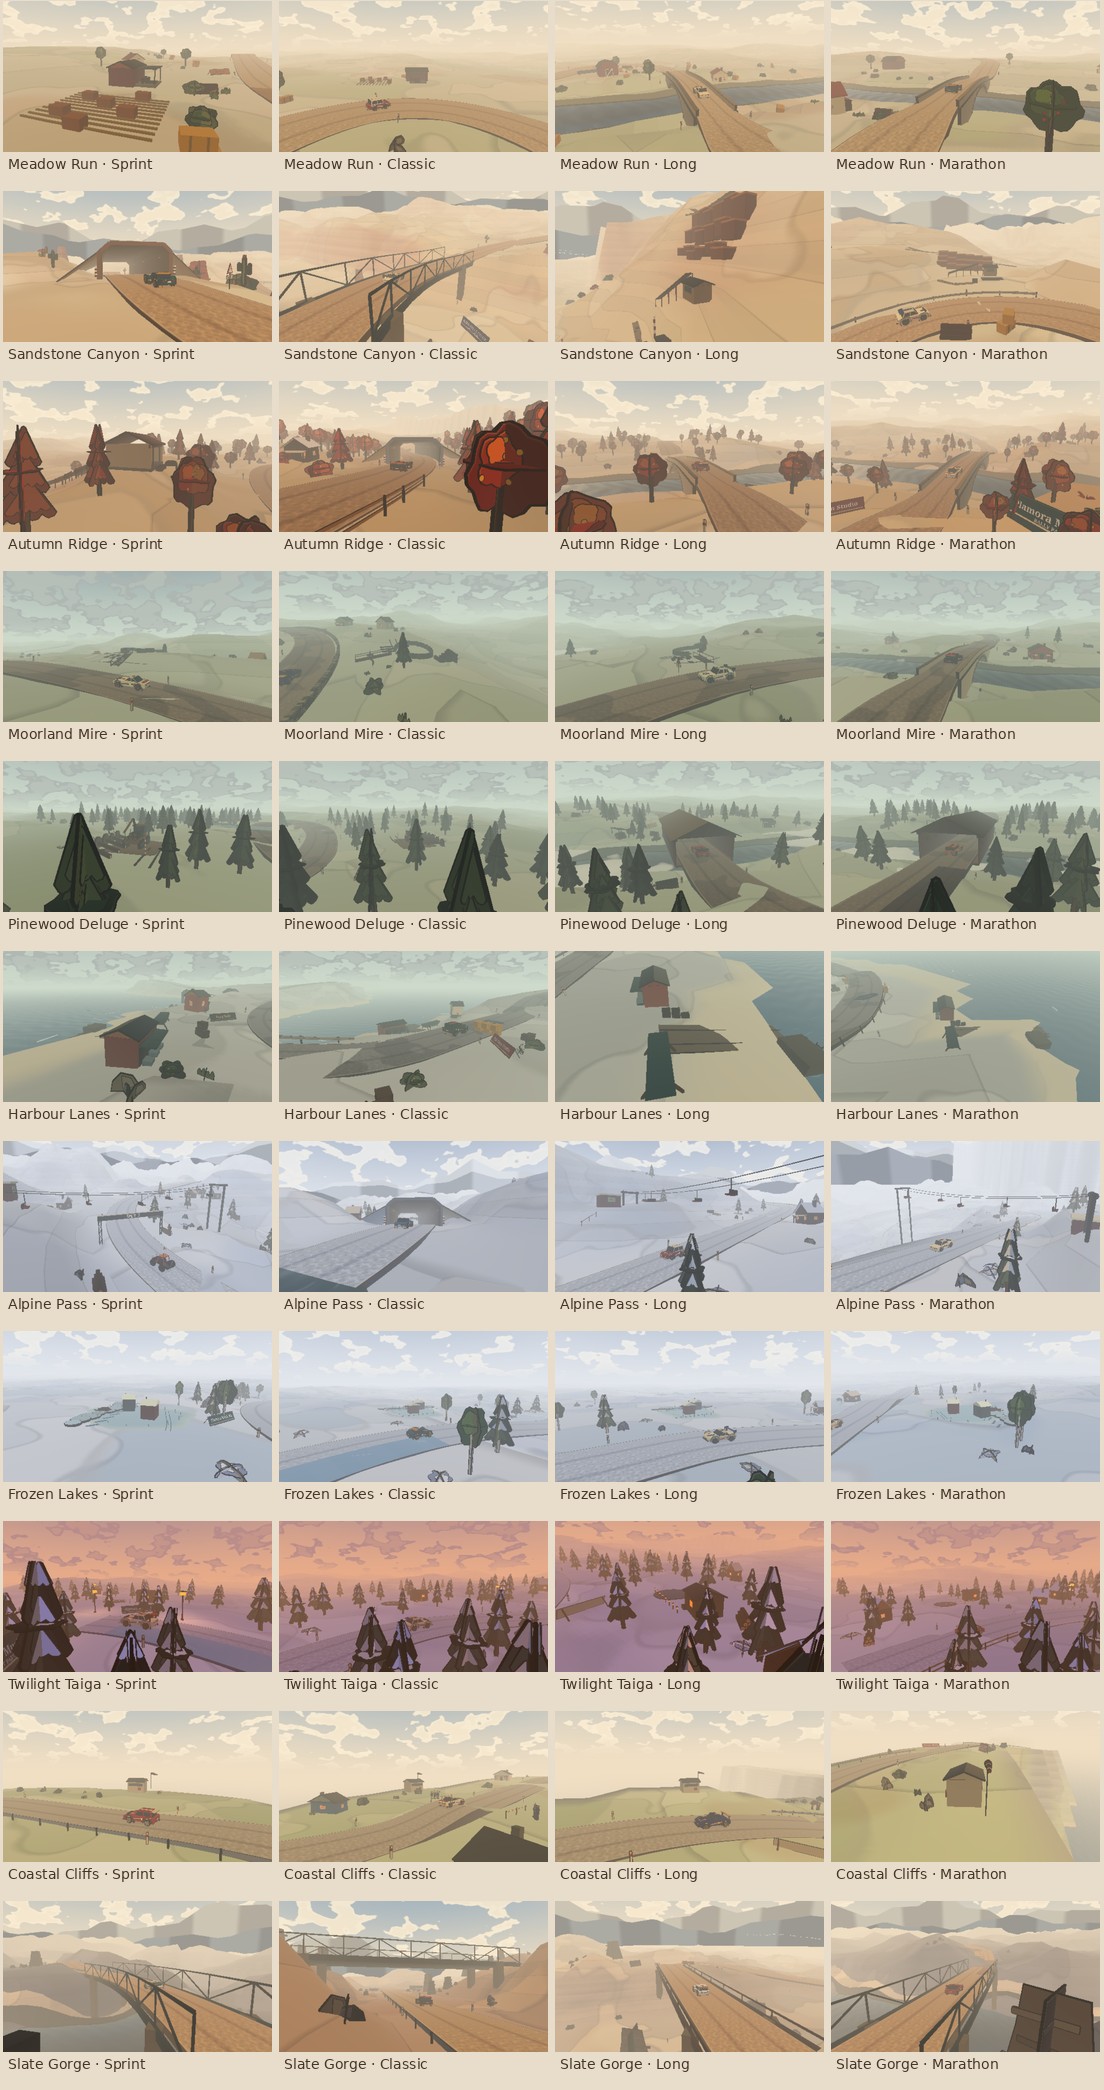 Meadow Run · Sprint
Meadow Run · Classic
Meadow Run · Long
Meadow Run · Marathon
Sandstone Canyon · Sprint
Sandstone Canyon · Classic
Sandstone Canyon · Long
Sandstone Canyon · Marathon
Autumn Ridge · Sprint
Autumn Ridge · Classic
Autumn Ridge · Long
Autumn Ridge · Marathon
Moorland Mire · Sprint
Moorland Mire · Classic
Moorland Mire · Long
Moorland Mire · Marathon
Pinewood Deluge · Sprint
Pinewood Deluge · Classic
Pinewood Deluge · Long
Pinewood Deluge · Marathon
Harbour Lanes · Sprint
Harbour Lanes · Classic
Harbour Lanes · Long
Harbour Lanes · Marathon
Alpine Pass · Sprint
Alpine Pass · Classic
Alpine Pass · Long
Alpine Pass · Marathon
Frozen Lakes · Sprint
Frozen Lakes · Classic
Frozen Lakes · Long
Frozen Lakes · Marathon
Twilight Taiga · Sprint
Twilight Taiga · Classic
Twilight Taiga · Long
Twilight Taiga · Marathon
Coastal Cliffs · Sprint
Coastal Cliffs · Classic
Coastal Cliffs · Long
Coastal Cliffs · Marathon
Slate Gorge · Sprint
Slate Gorge · Classic
Slate Gorge · Long
Slate Gorge · Marathon